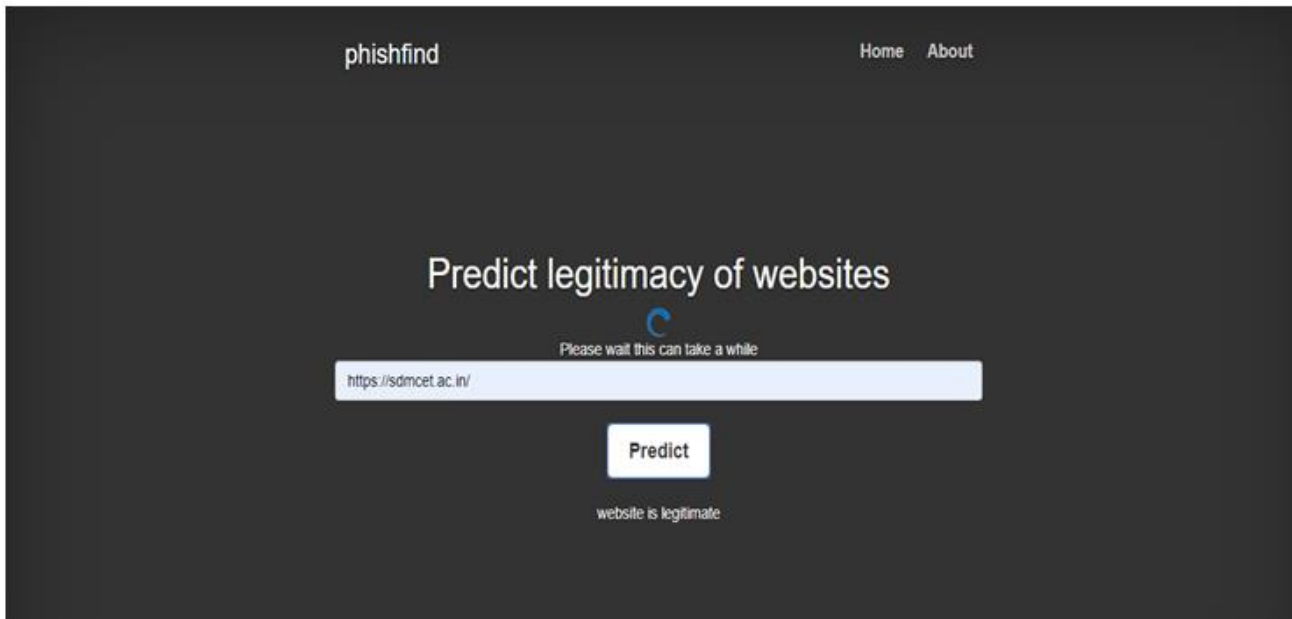 phishfind Home About
Predict legitimacy of websites
Please wait this can take a while
https://sdmcet.ac.in/
Predict
website is legitimate